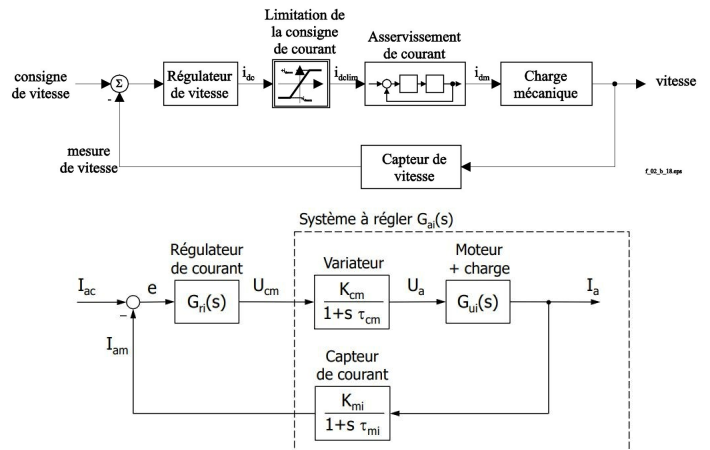 Limitation de
la consigne
de courant
Asservissement
de courant
consigne
de vitesse
Σ
-
Régulateur
de vitesse
i_dc
i_dclim
i_dm
Charge
mécanique
vitesse
mesure
de vitesse
Capteur de
vitesse
f_02_b_18.eps
Système à régler G_ai(s)
Régulateur
de courant
Variateur
Moteur
+ charge
I_ac
e
G_ri(s)
U_cm
K_cm
1+s τ_cm
U_a
G_ui(s)
I_a
–
I_am
Capteur
de courant
K_mi
1+s τ_mi